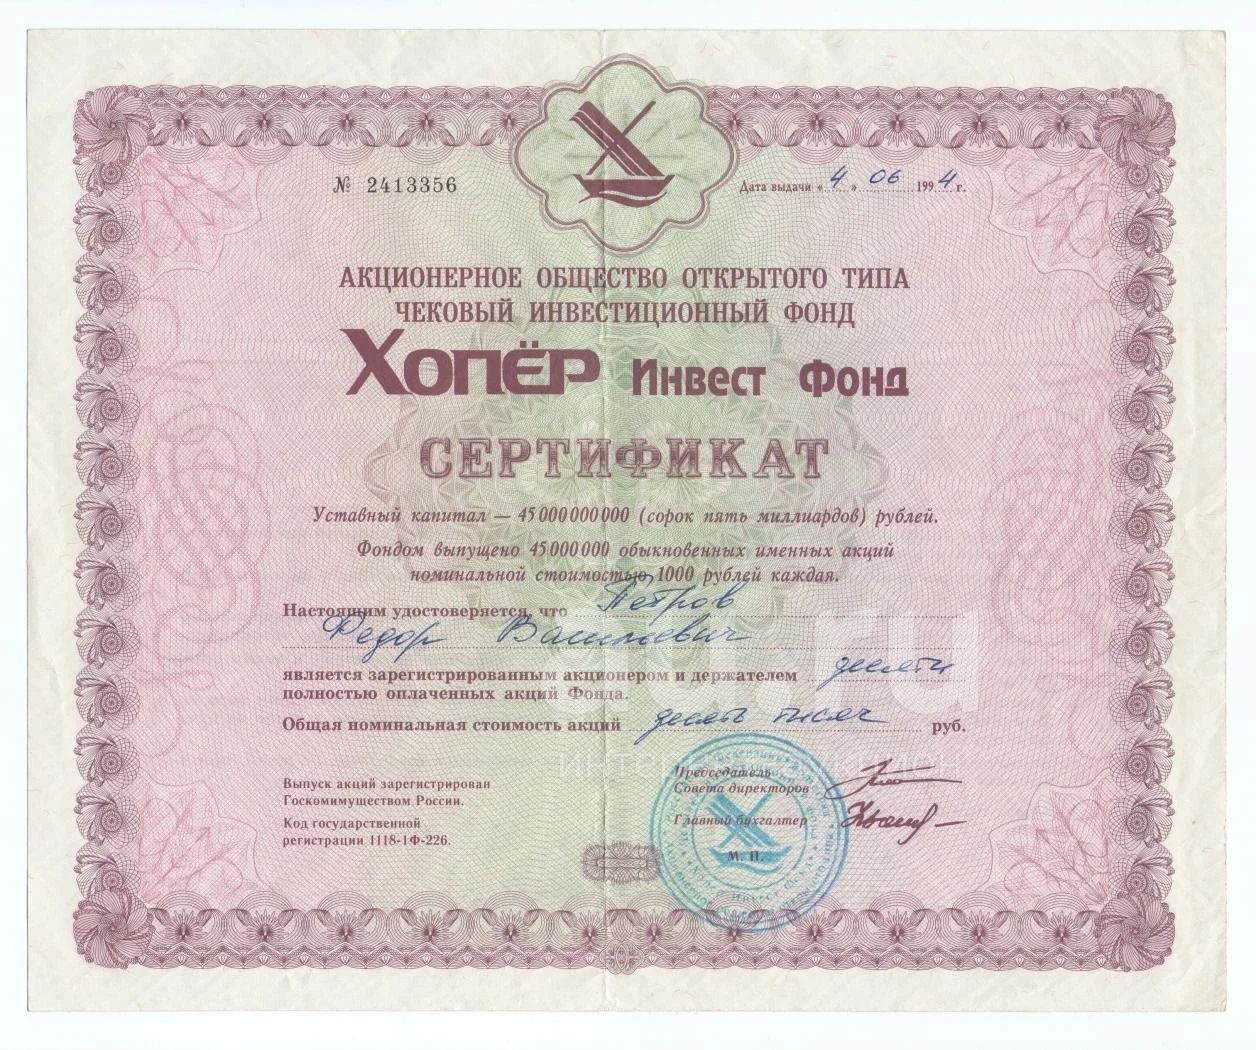 № 2413356
Дата выдачи « 4 » 06 1994 г.
АКЦИОНЕРНОЕ ОБЩЕСТВО ОТКРЫТОГО ТИПА
ЧЕКОВЫЙ ИНВЕСТИЦИОННЫЙ ФОНД
ХОПЁР ИНВЕСТ ФОНД
СЕРТИФИКАТ
Уставный капитал — 45 000 000 000 (сорок пять миллиардов) рублей.
Фондом выпущено 45 000 000 обыкновенных именных акций
номинальной стоимостью 1000 рублей каждая.
Настоящим удостоверяется, что Петров
Федор Васильевич
является зарегистрированным акционером и держателем десяти
полностью оплаченных акций Фонда.
Общая номинальная стоимость акций десять тысяч руб.
Выпуск акций зарегистрирован
Госкомимуществом России.
Код государственной
регистрации 1118-1Ф-226.
Председатель
Совета директоров
Главный бухгалтер
М. П.